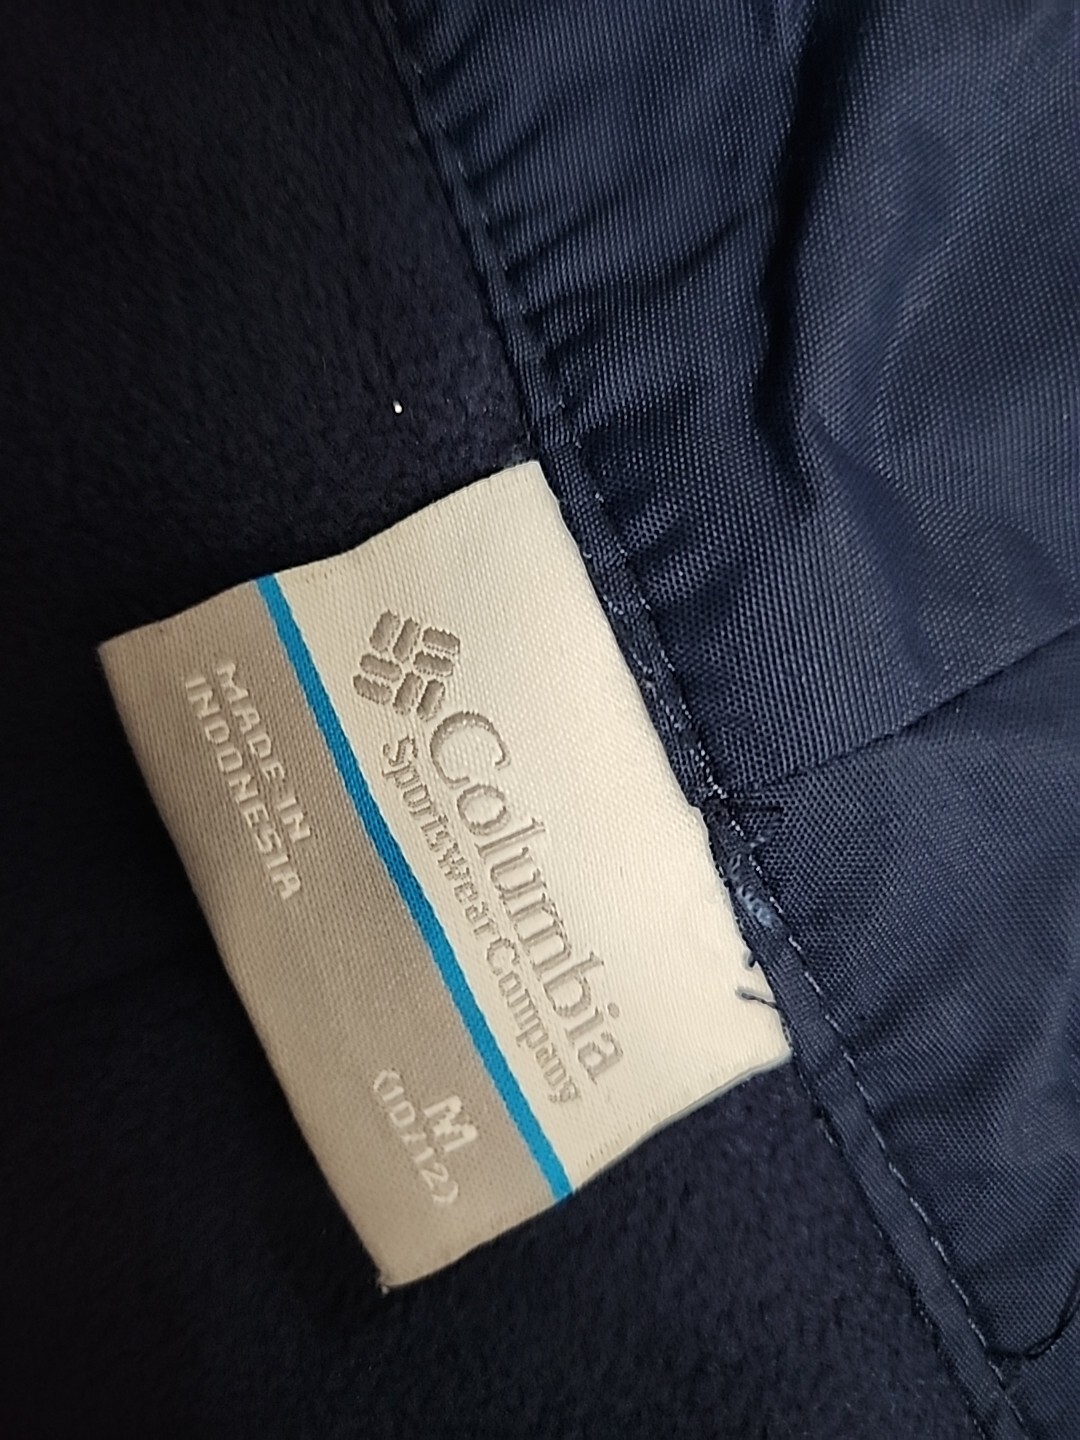 Columbia
Sportswear Company
MADE IN
INDONESIA
M
(10/12)